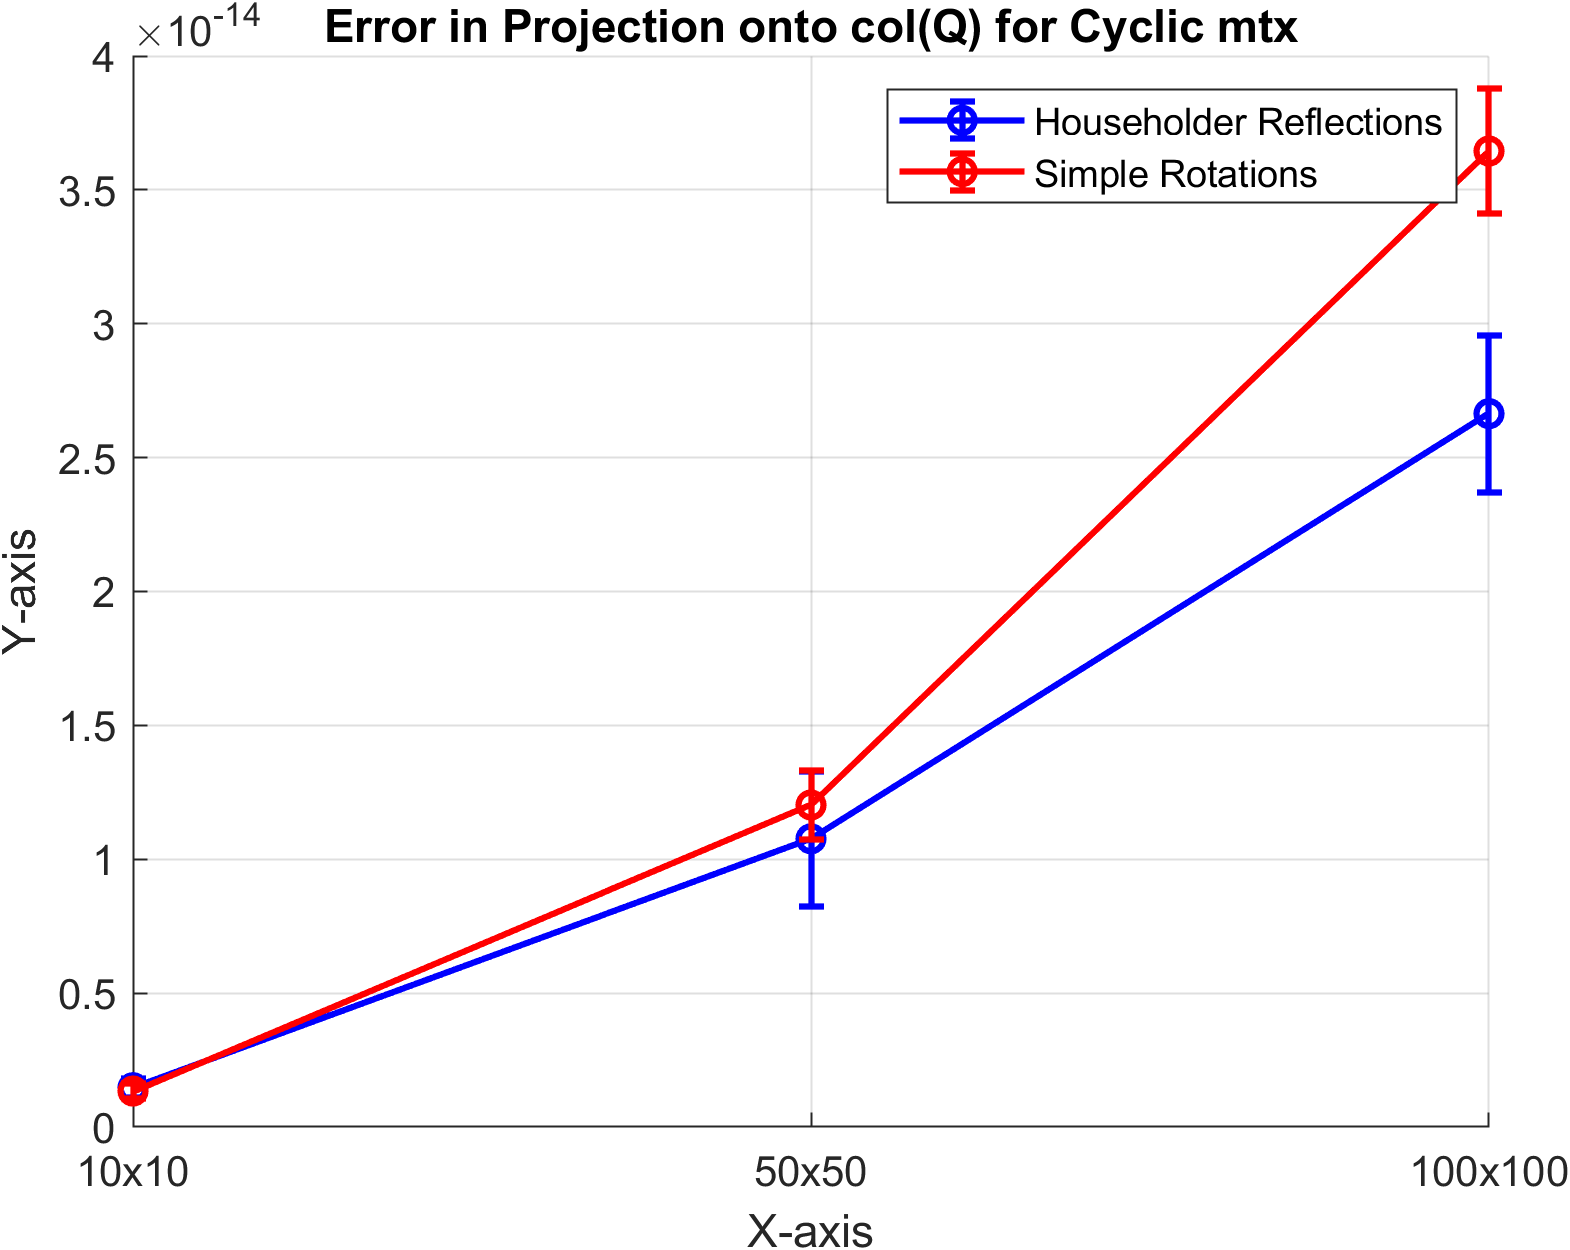 Error in Projection onto col(Q) for Cyclic mtx
×10⁻¹⁴
4
3.5
3
2.5
2
1.5
1
0.5
0
Y-axis
Householder Reflections
Simple Rotations
10x10
50x50
100x100
X-axis